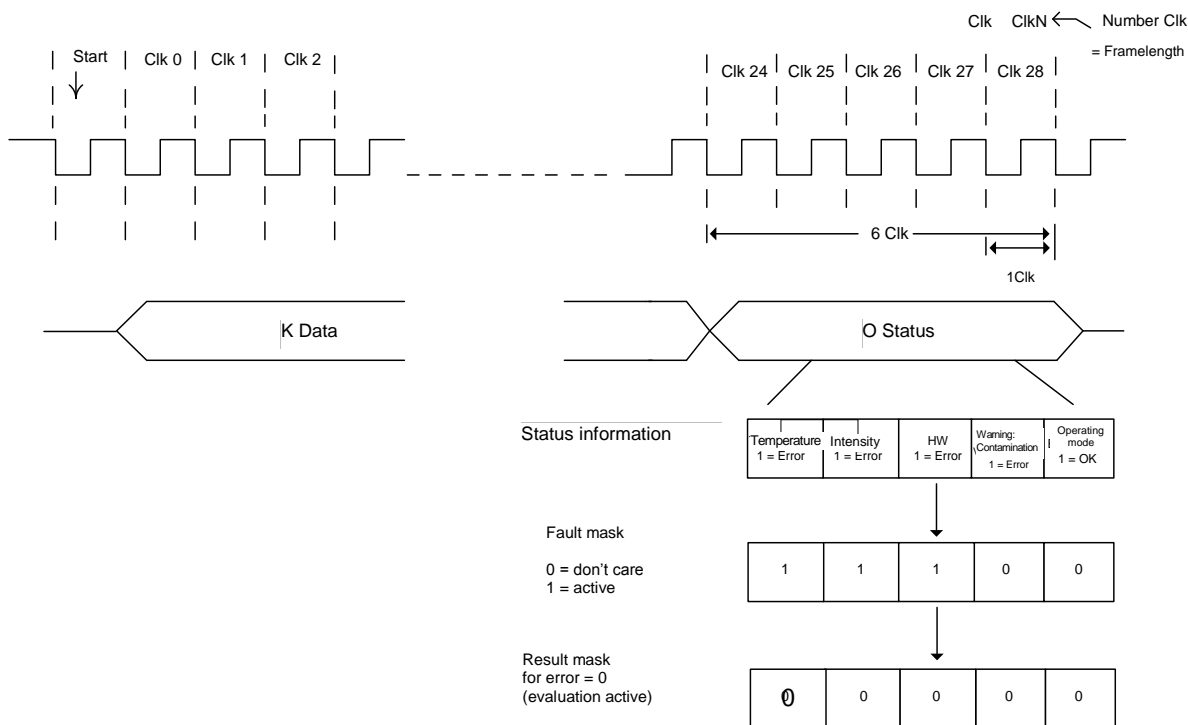 Clk ClkN Number Clk
= Framelength
Start Clk 0 Clk 1 Clk 2
Clk 24 Clk 25 Clk 26 Clk 27 Clk 28
6 Clk
1Clk
K Data
O Status
Status information
Temperature
1 = Error
Intensity
1 = Error
HW
1 = Error
Warning:
Contamination
1 = Error
Operating
mode
1 = OK
Fault mask
0 = don't care
1 = active
1 1 1 0 0
Result mask
for error = 0
(evaluation active)
0 0 0 0 0